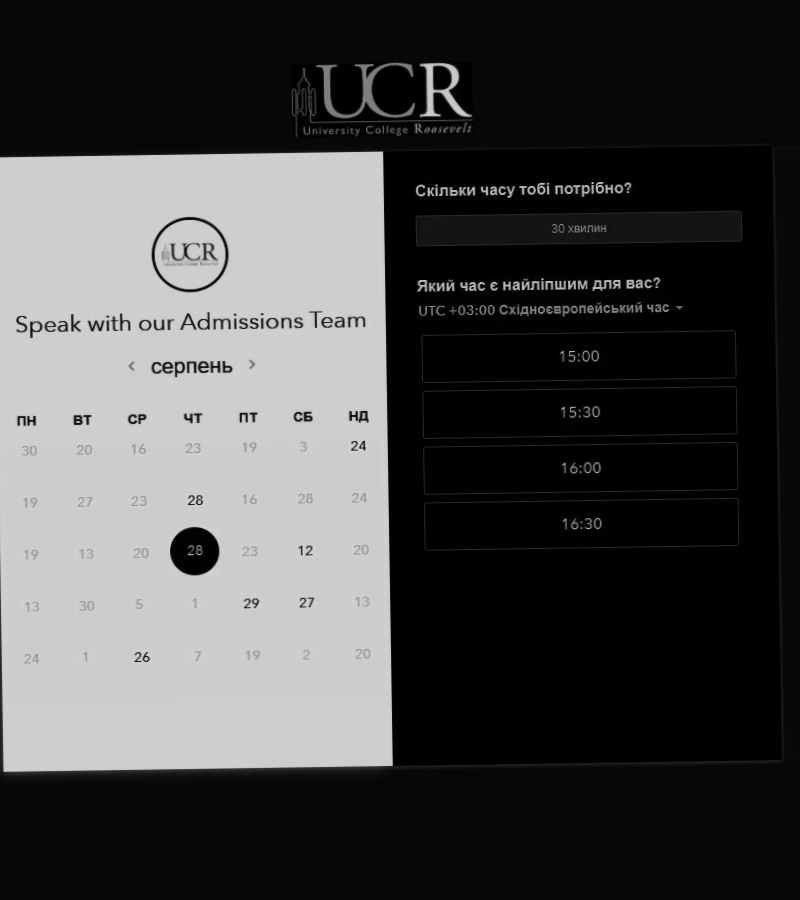 UCR
University College Roosevelt
UCR
University College Roosevelt
Speak with our Admissions Team
серпень
ПН ВТ СР ЧТ ПТ СБ НД
30 20 16 23 19 3 24
19 27 23 28 16 28 24
19 13 20 28 23 12 20
13 30 5 1 29 27 13
24 1 26 7 19 2 20
Скільки часу тобі потрібно?
30 хвилин
Який час є найліпшим для вас?
UTC +03:00 Східноєвропейський час
15:00
15:30
16:00
16:30